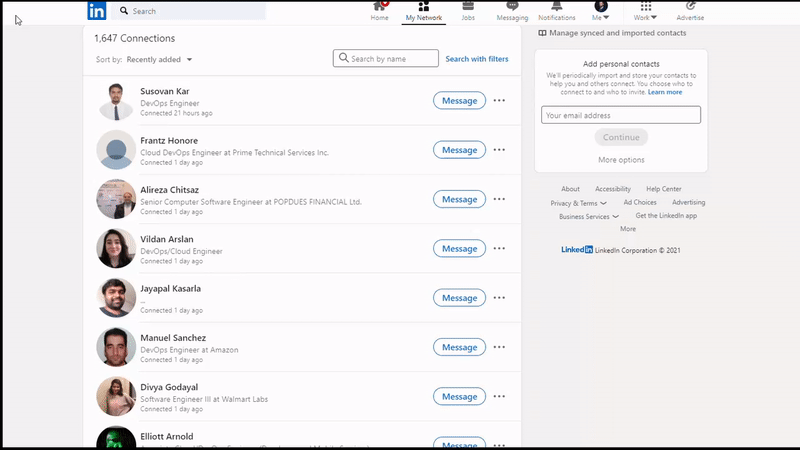 in
Search
Home
My Network
Jobs
Messaging
Notifications
Me
Work
Advertise
1,647 Connections
Sort by: Recently added
Search by name
Search with filters
Susovan Kar
DevOps Engineer
Connected 21 hours ago
Message
Frantz Honore
Cloud DevOps Engineer at Prime Technical Services Inc.
Connected 1 day ago
Message
Alireza Chitsaz
Senior Computer Software Engineer at POPDUES FINANCIAL Ltd.
Connected 1 day ago
Message
Vildan Arslan
DevOps/Cloud Engineer
Connected 1 day ago
Message
Jayapal Kasarla
...
Connected 1 day ago
Message
Manuel Sanchez
DevOps Engineer at Amazon
Connected 1 day ago
Message
Divya Godayal
Software Engineer III at Walmart Labs
Connected 1 day ago
Message
Elliott Arnold
Message
Manage synced and imported contacts
Add personal contacts
We'll periodically import and store your contacts to
help you and others connect. You choose who to
connect to and who to invite. Learn more
Your email address
Continue
More options
About Accessibility Help Center
Privacy & Terms Ad Choices Advertising
Business Services Get the LinkedIn app
More
LinkedIn LinkedIn Corporation © 2021